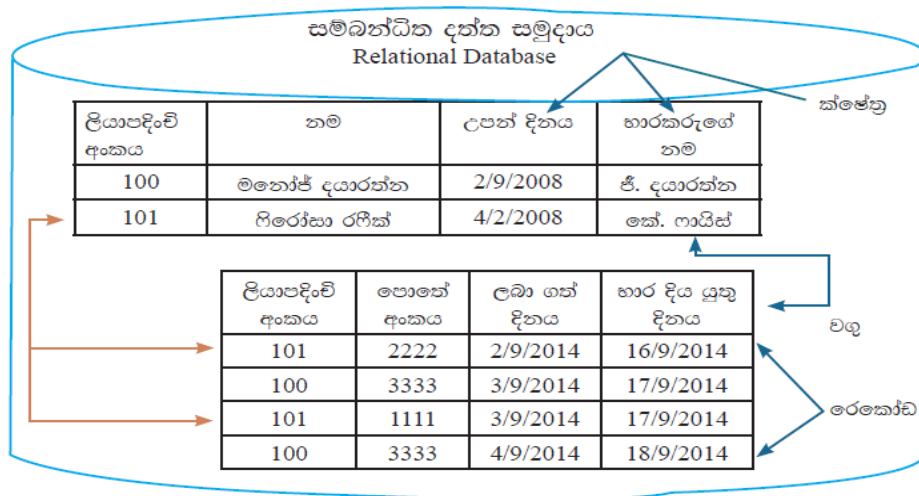 සම්බන්ධිත දත්ත සමුදාය
Relational Database
ක්ෂේත්‍ර
ලියාපදිංචි අංකය නම උපන් දිනය භාරකරුගේ නම
100 මනෝජ් දයාරත්න 2/9/2008 ජී. දයාරත්න
101 ෆිරෝසා රෆීක් 4/2/2008 කේ. ෆායිස්
ලියාපදිංචි අංකය පොතේ අංකය ලබා ගත් දිනය භාර දිය යුතු දිනය
වගු
101 2222 2/9/2014 16/9/2014
100 3333 3/9/2014 17/9/2014
101 1111 3/9/2014 17/9/2014
රෙකෝඩ
100 3333 4/9/2014 18/9/2014